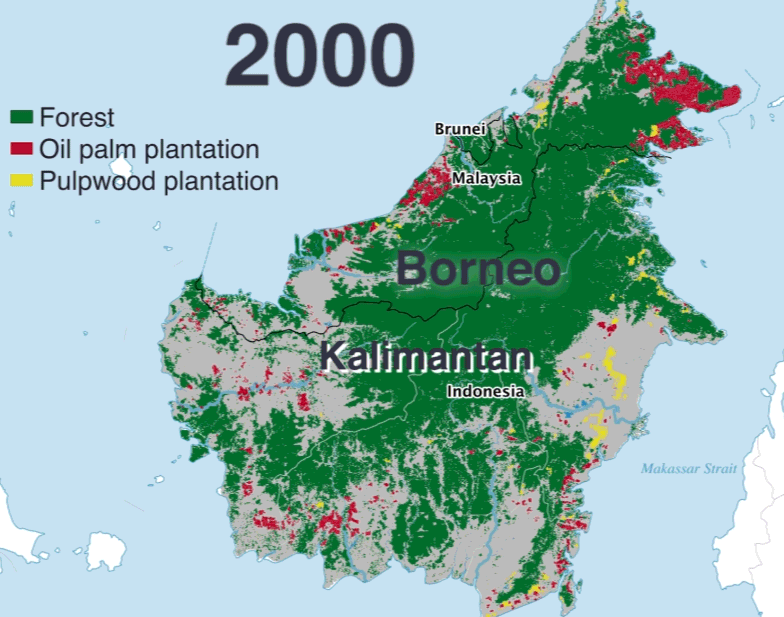 2000
Forest
Oil palm plantation
Pulpwood plantation
Brunei
Malaysia
Borneo
Kalimantan
Indonesia
Makassar Strait